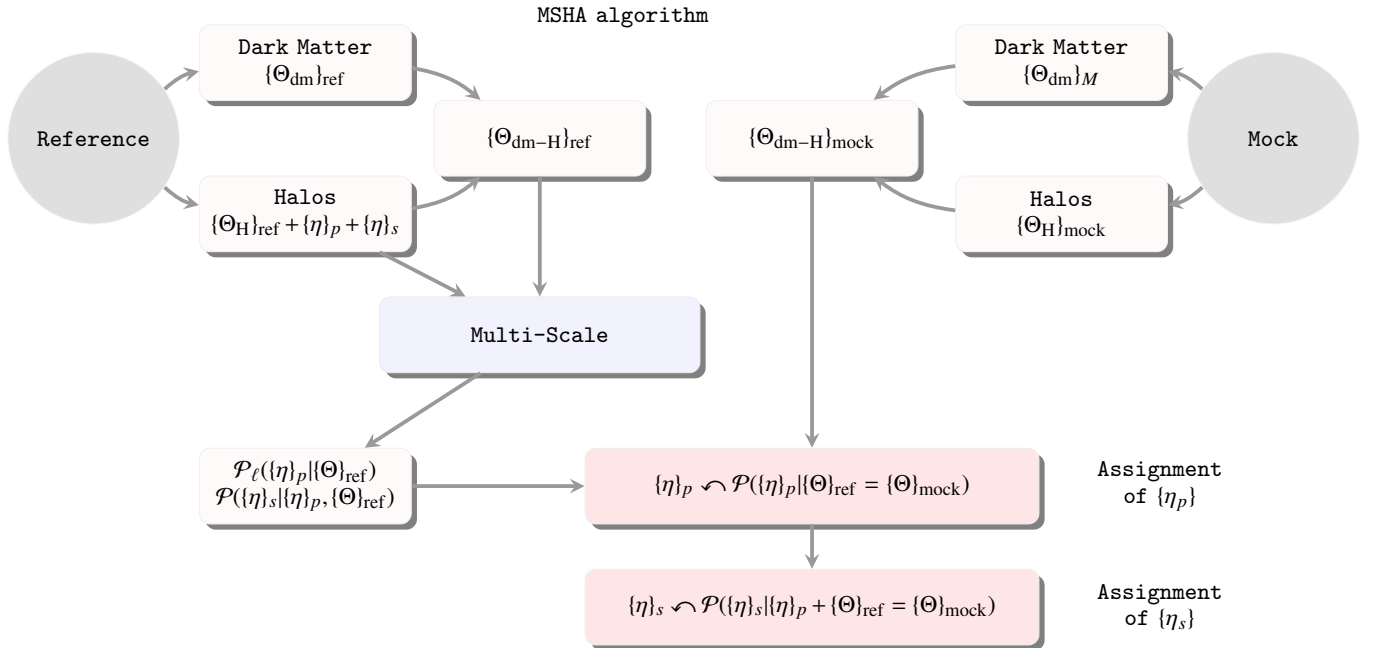 MSHA algorithm
Dark Matter
{Θdm}ref
Dark Matter
{Θdm}M
Reference
{Θdm−H}ref
{Θdm−H}mock
Mock
Halos
{ΘH}ref + {η}p + {η}s
Halos
{ΘH}mock
Multi-Scale
𝒫ℓ({η}p|{Θ}ref)
𝒫({η}s|{η}p, {Θ}ref)
{η}p ↶ 𝒫({η}p|{Θ}ref = {Θ}mock)
Assignment
of {ηp}
{η}s ↶ 𝒫({η}s|{η}p + {Θ}ref = {Θ}mock)
Assignment
of {ηs}